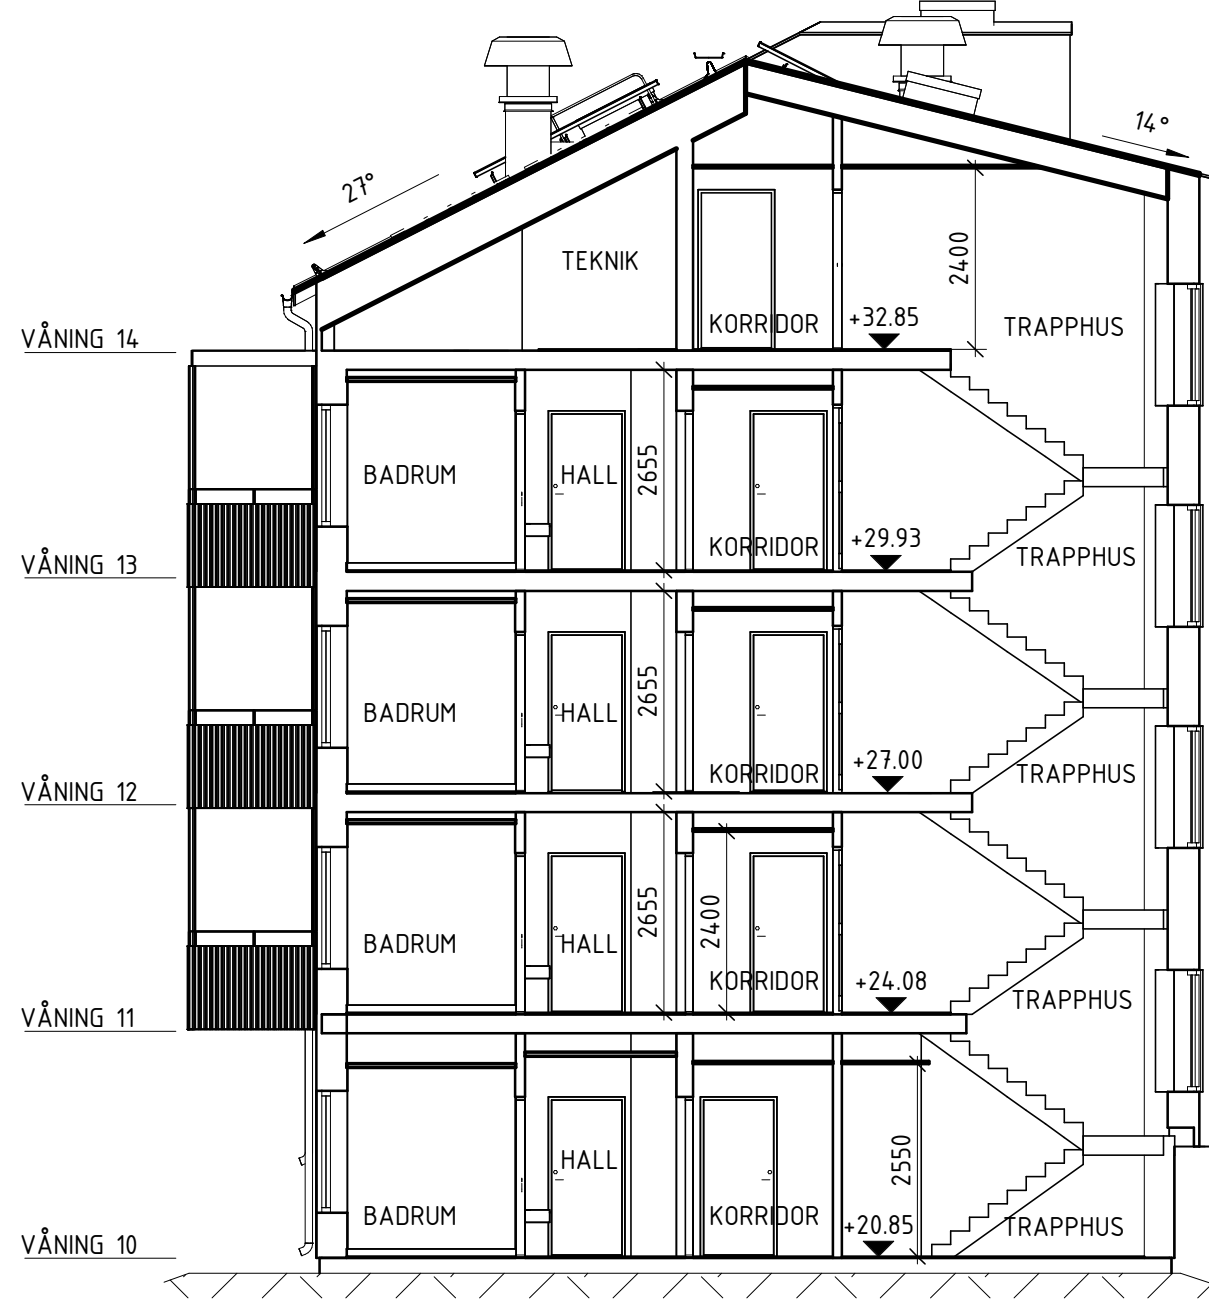 14°
27°
TEKNIK
2400
KORRIDOR
+32.85
TRAPPHUS
VÅNING 14
BADRUM
HALL
2655
KORRIDOR
+29.93
TRAPPHUS
VÅNING 13
BADRUM
HALL
2655
KORRIDOR
+27.00
TRAPPHUS
VÅNING 12
BADRUM
HALL
2655
2400
KORRIDOR
+24.08
TRAPPHUS
VÅNING 11
HALL
2550
BADRUM
KORRIDOR
+20.85
TRAPPHUS
VÅNING 10